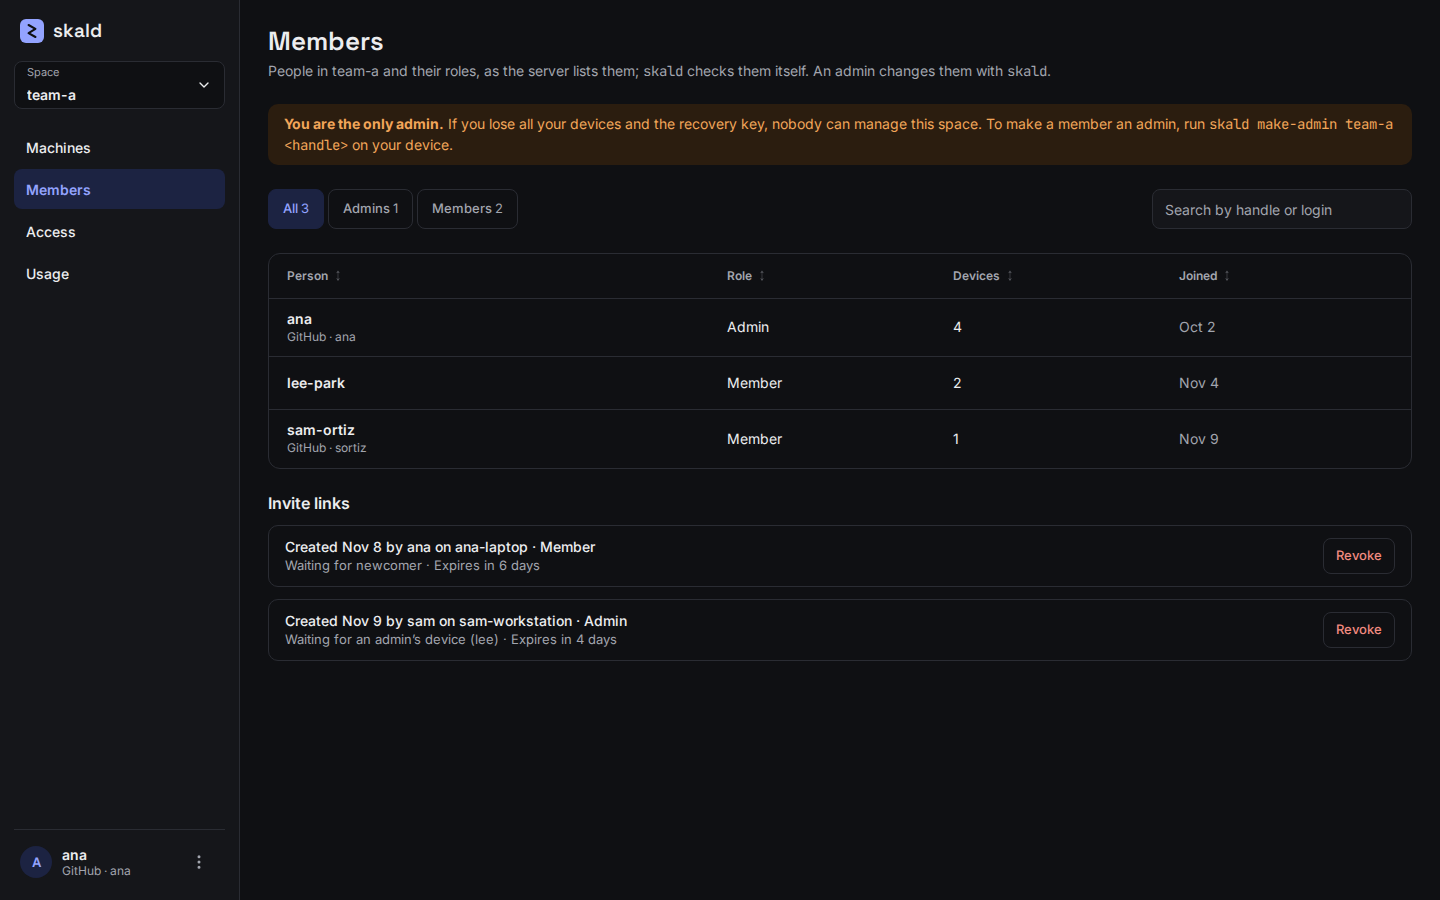 skald
Space
team-a
Machines
Members
Access
Usage
A
ana
GitHub · ana
Members
People in team-a and their roles, as the server lists them; skald checks them itself. An admin changes them with skald.
You are the only admin. If you lose all your devices and the recovery key, nobody can manage this space. To make a member an admin, run skald make-admin team-a
<handle> on your device.
All 3
Admins 1
Members 2
Search by handle or login
Person Role Devices Joined
ana
GitHub · ana
Admin 4 Oct 2
lee-park Member 2 Nov 4
sam-ortiz
GitHub · sortiz
Member 1 Nov 9
Invite links
Created Nov 8 by ana on ana-laptop · Member
Waiting for newcomer · Expires in 6 days
Revoke
Created Nov 9 by sam on sam-workstation · Admin
Waiting for an admin’s device (lee) · Expires in 4 days
Revoke